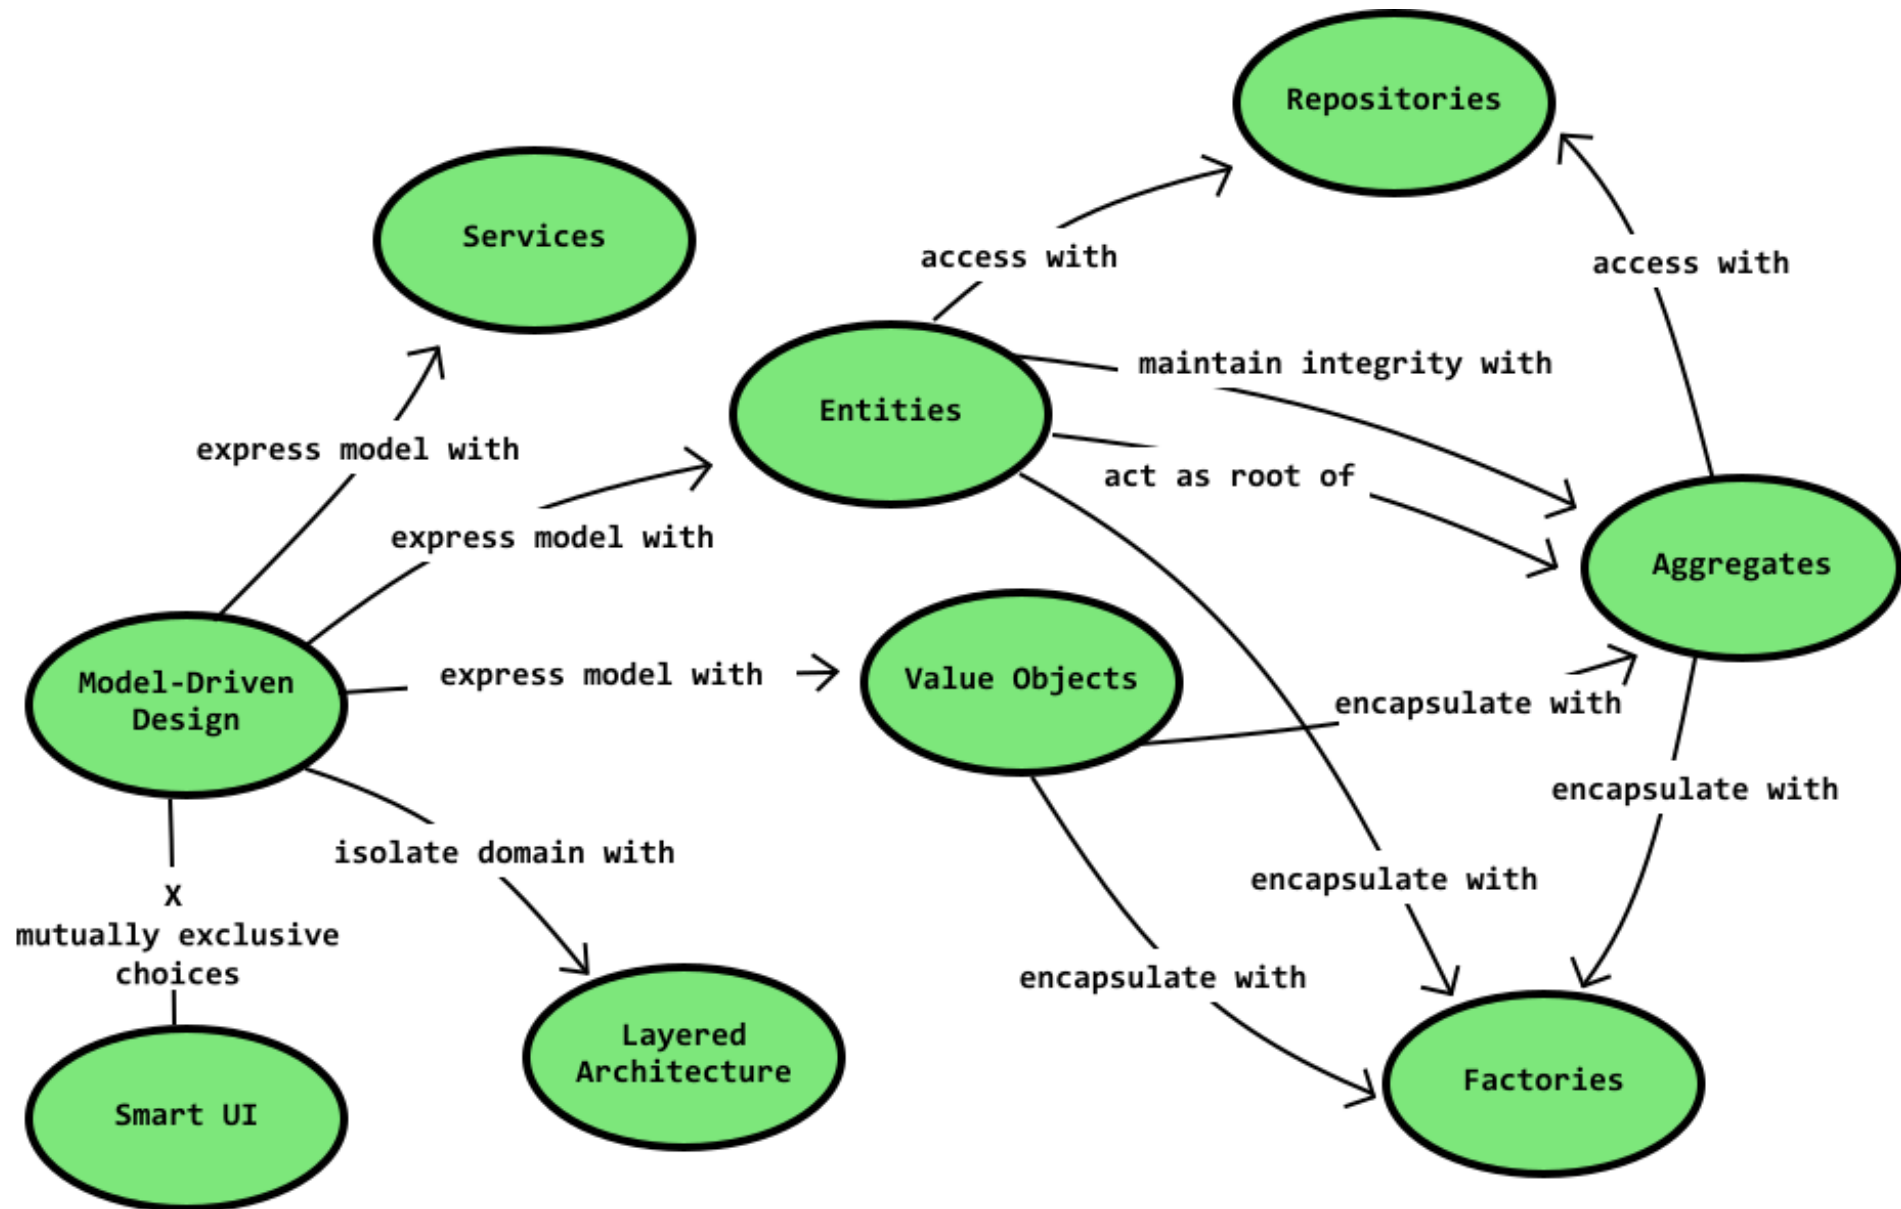 Repositories
Services
access with
access with
maintain integrity with
Entities
express model with
act as root of
express model with
Aggregates
express model with
Value Objects
Model-Driven
Design
encapsulate with
encapsulate with
isolate domain with
encapsulate with
X
mutually exclusive
choices
encapsulate with
Layered
Architecture
Factories
Smart UI